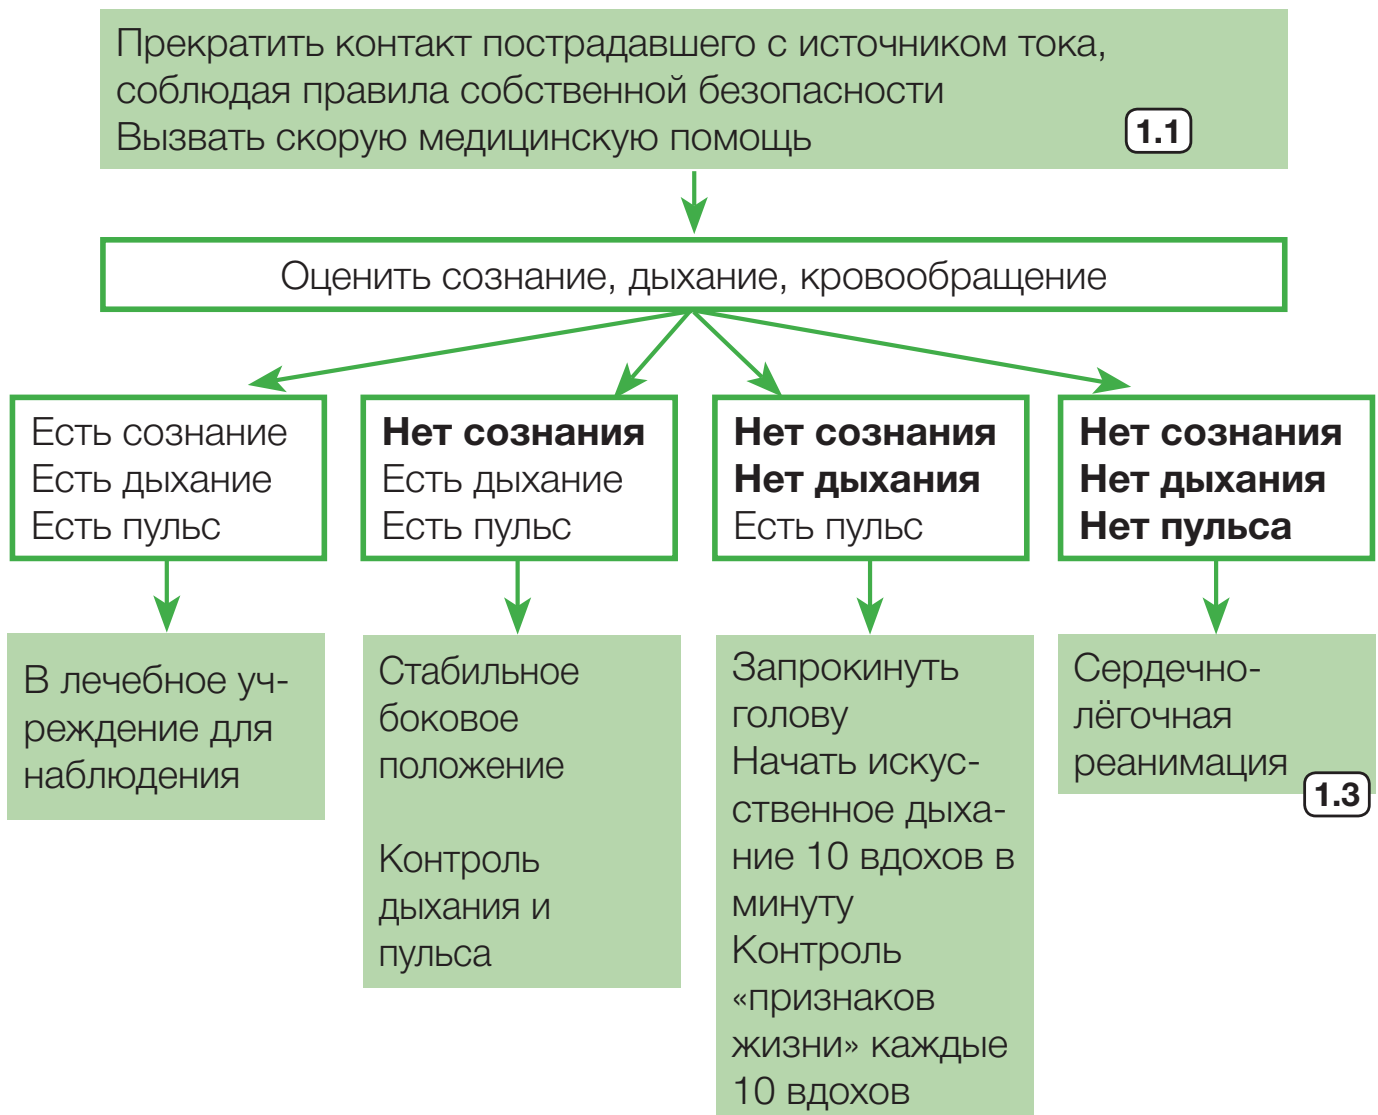 Прекратить контакт пострадавшего с источником тока,
соблюдая правила собственной безопасности
Вызвать скорую медицинскую помощь
1.1
Оценить сознание, дыхание, кровообращение
Есть сознание
Есть дыхание
Есть пульс
Нет сознания
Есть дыхание
Есть пульс
Нет сознания
Нет дыхания
Есть пульс
Нет сознания
Нет дыхания
Нет пульса
В лечебное уч-
реждение для
наблюдения
Стабильное
боковое
положение
Контроль
дыхания и
пульса
Запрокинуть
голову
Начать искус-
ственное дыха-
ние 10 вдохов в
минуту
Контроль
«признаков
жизни» каждые
10 вдохов
Сердечно-
лёгочная
реанимация
1.3